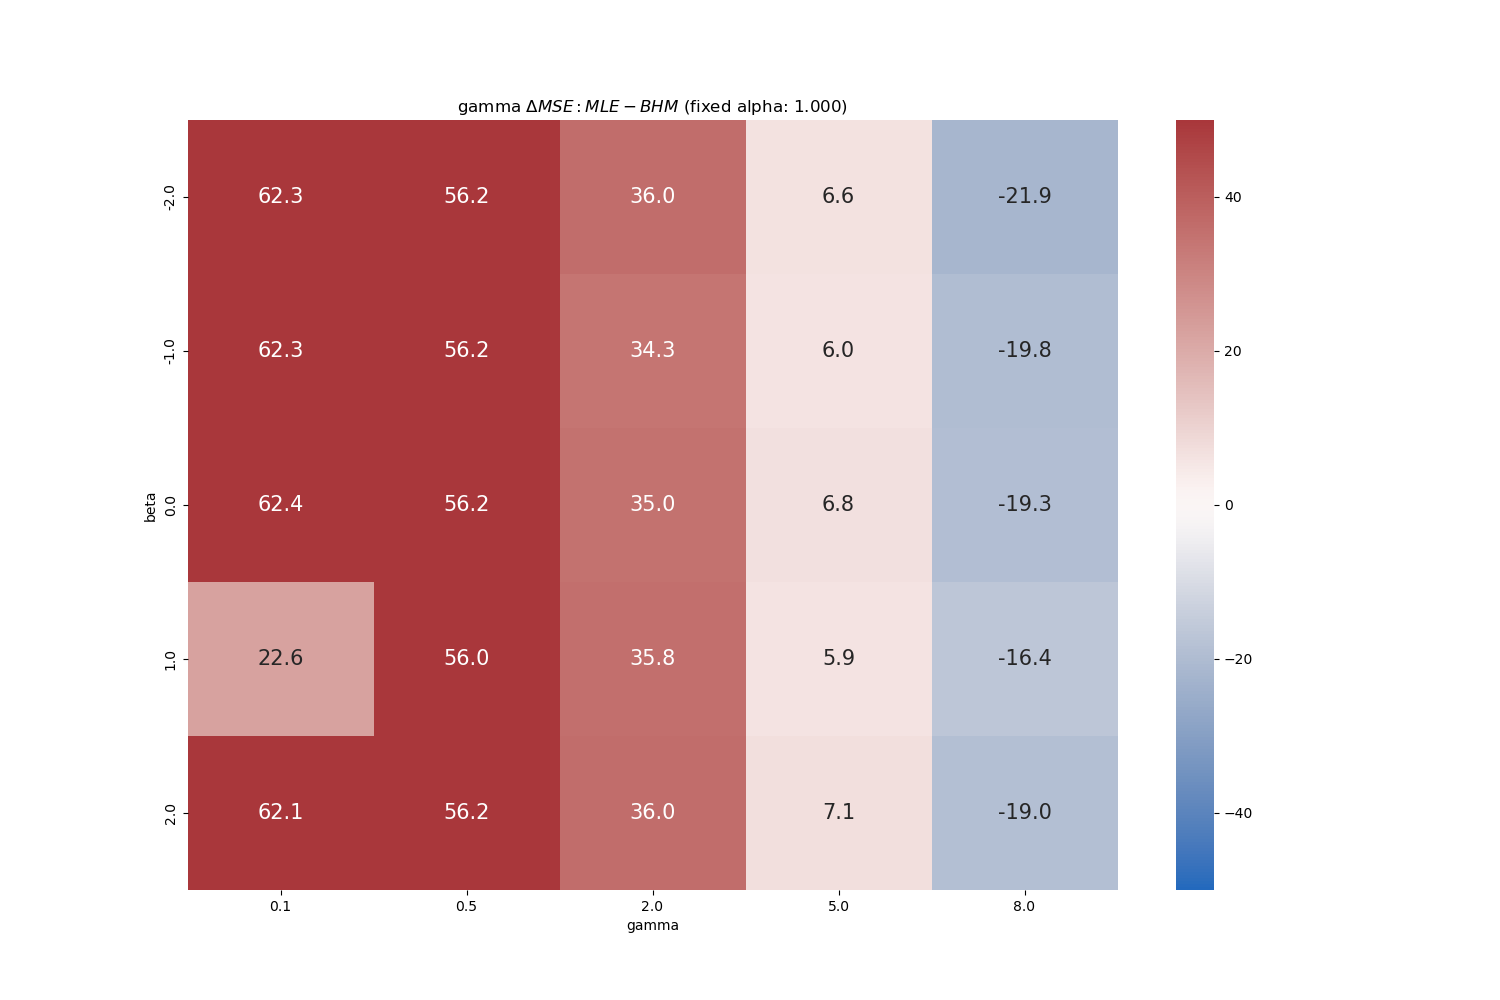 gamma ΔMSE : MLE − BHM (fixed alpha: 1.000)
-2.0 62.3 56.2 36.0 6.6 -21.9
-1.0 62.3 56.2 34.3 6.0 -19.8
beta
0.0 62.4 56.2 35.0 6.8 -19.3
1.0 22.6 56.0 35.8 5.9 -16.4
2.0 62.1 56.2 36.0 7.1 -19.0
0.1 0.5 2.0 5.0 8.0
gamma
40
20
0
−20
−40